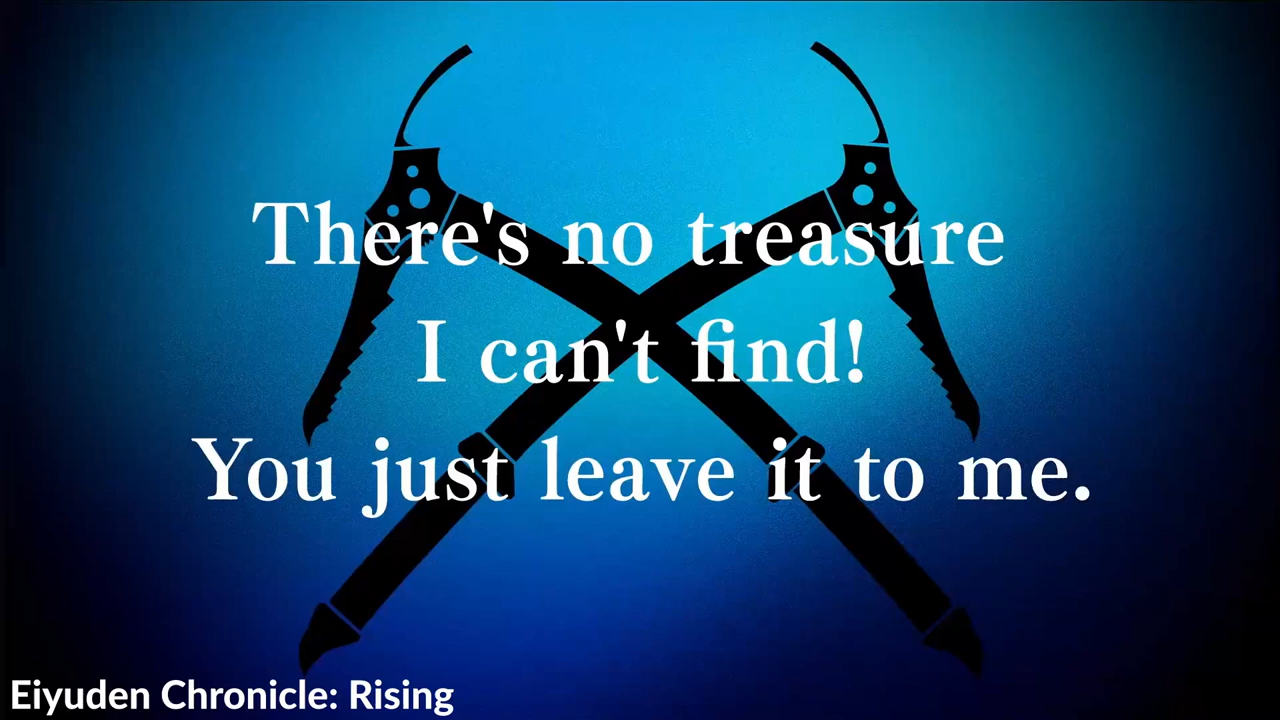 There's no treasure
I can't find!
You just leave it to me.
Eiyuden Chronicle: Rising